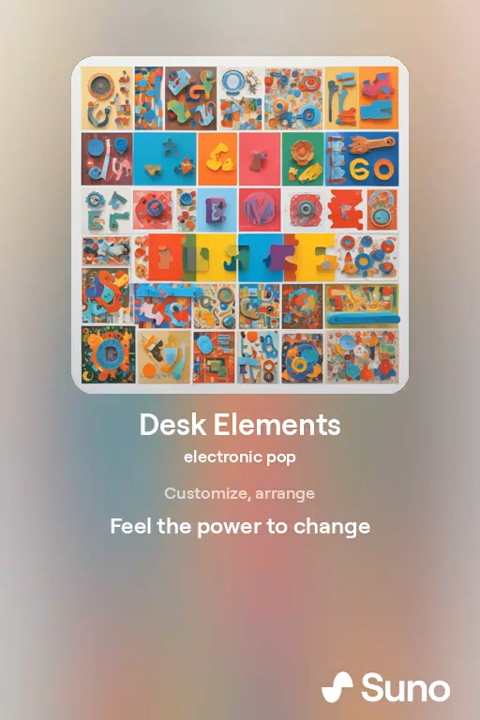 Desk Elements
electronic pop
Customize, arrange
Feel the power to change
Suno